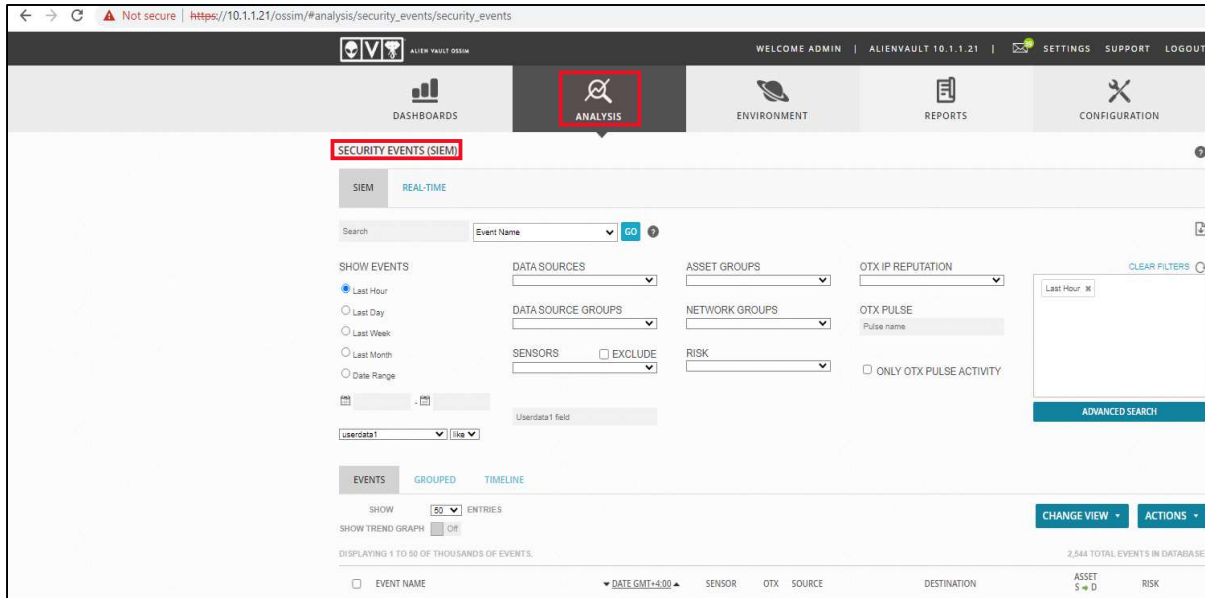 Not secure | https://10.1.1.21/ossim/#analysis/security_events/security_events
ALIEN VAULT OSSIM WELCOME ADMIN | ALIENVAULT 10.1.1.21 | SETTINGS SUPPORT LOGOUT
DASHBOARDS ANALYSIS ENVIRONMENT REPORTS CONFIGURATION
SECURITY EVENTS (SIEM)
SIEM REAL-TIME
Search Event Name GO
SHOW EVENTS DATA SOURCES ASSET GROUPS OTX IP REPUTATION CLEAR FILTERS
Last Hour Last Hour
Last Day DATA SOURCE GROUPS NETWORK GROUPS OTX PULSE
Last Week Pulse name
Last Month SENSORS EXCLUDE RISK
Date Range ONLY OTX PULSE ACTIVITY
-
Userdata1 field ADVANCED SEARCH
userdata1 like
EVENTS GROUPED TIMELINE
SHOW 50 ENTRIES CHANGE VIEW ACTIONS
SHOW TREND GRAPH Off
DISPLAYING 1 TO 50 OF THOUSANDS OF EVENTS. 2,544 TOTAL EVENTS IN DATABASE
EVENT NAME DATE GMT+4:00 SENSOR OTX SOURCE DESTINATION ASSET RISK
S D